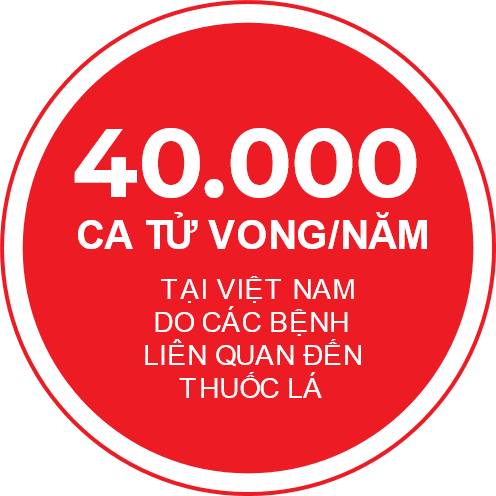 40.000
CA TỬ VONG/NĂM
TẠI VIỆT NAM
DO CÁC BỆNH
LIÊN QUAN ĐẾN
THUỐC LÁ